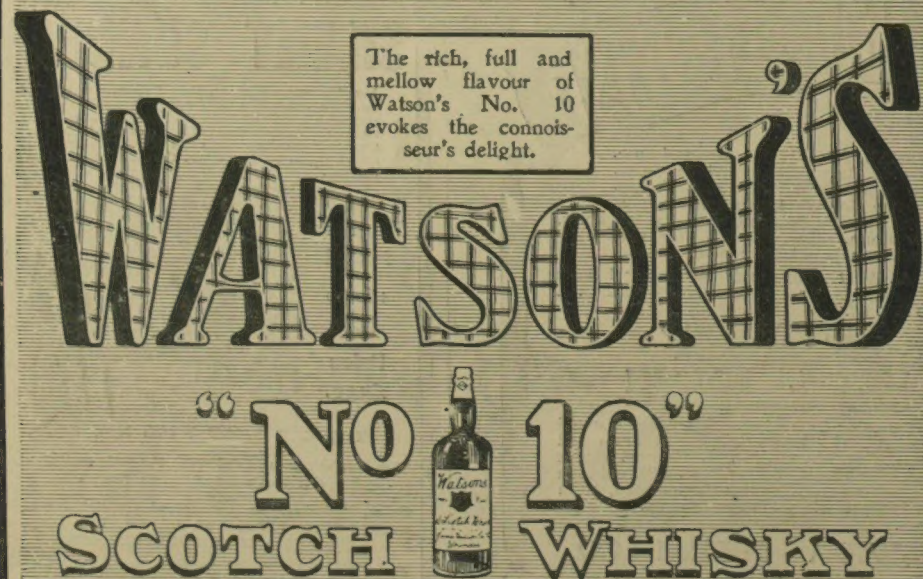 The rich, full and
mellow flavour of
Watson's No. 10
evokes the connois-
seur's delight.
WATSON'S
"No 10"
Watsons
SCOTCH WHISKY